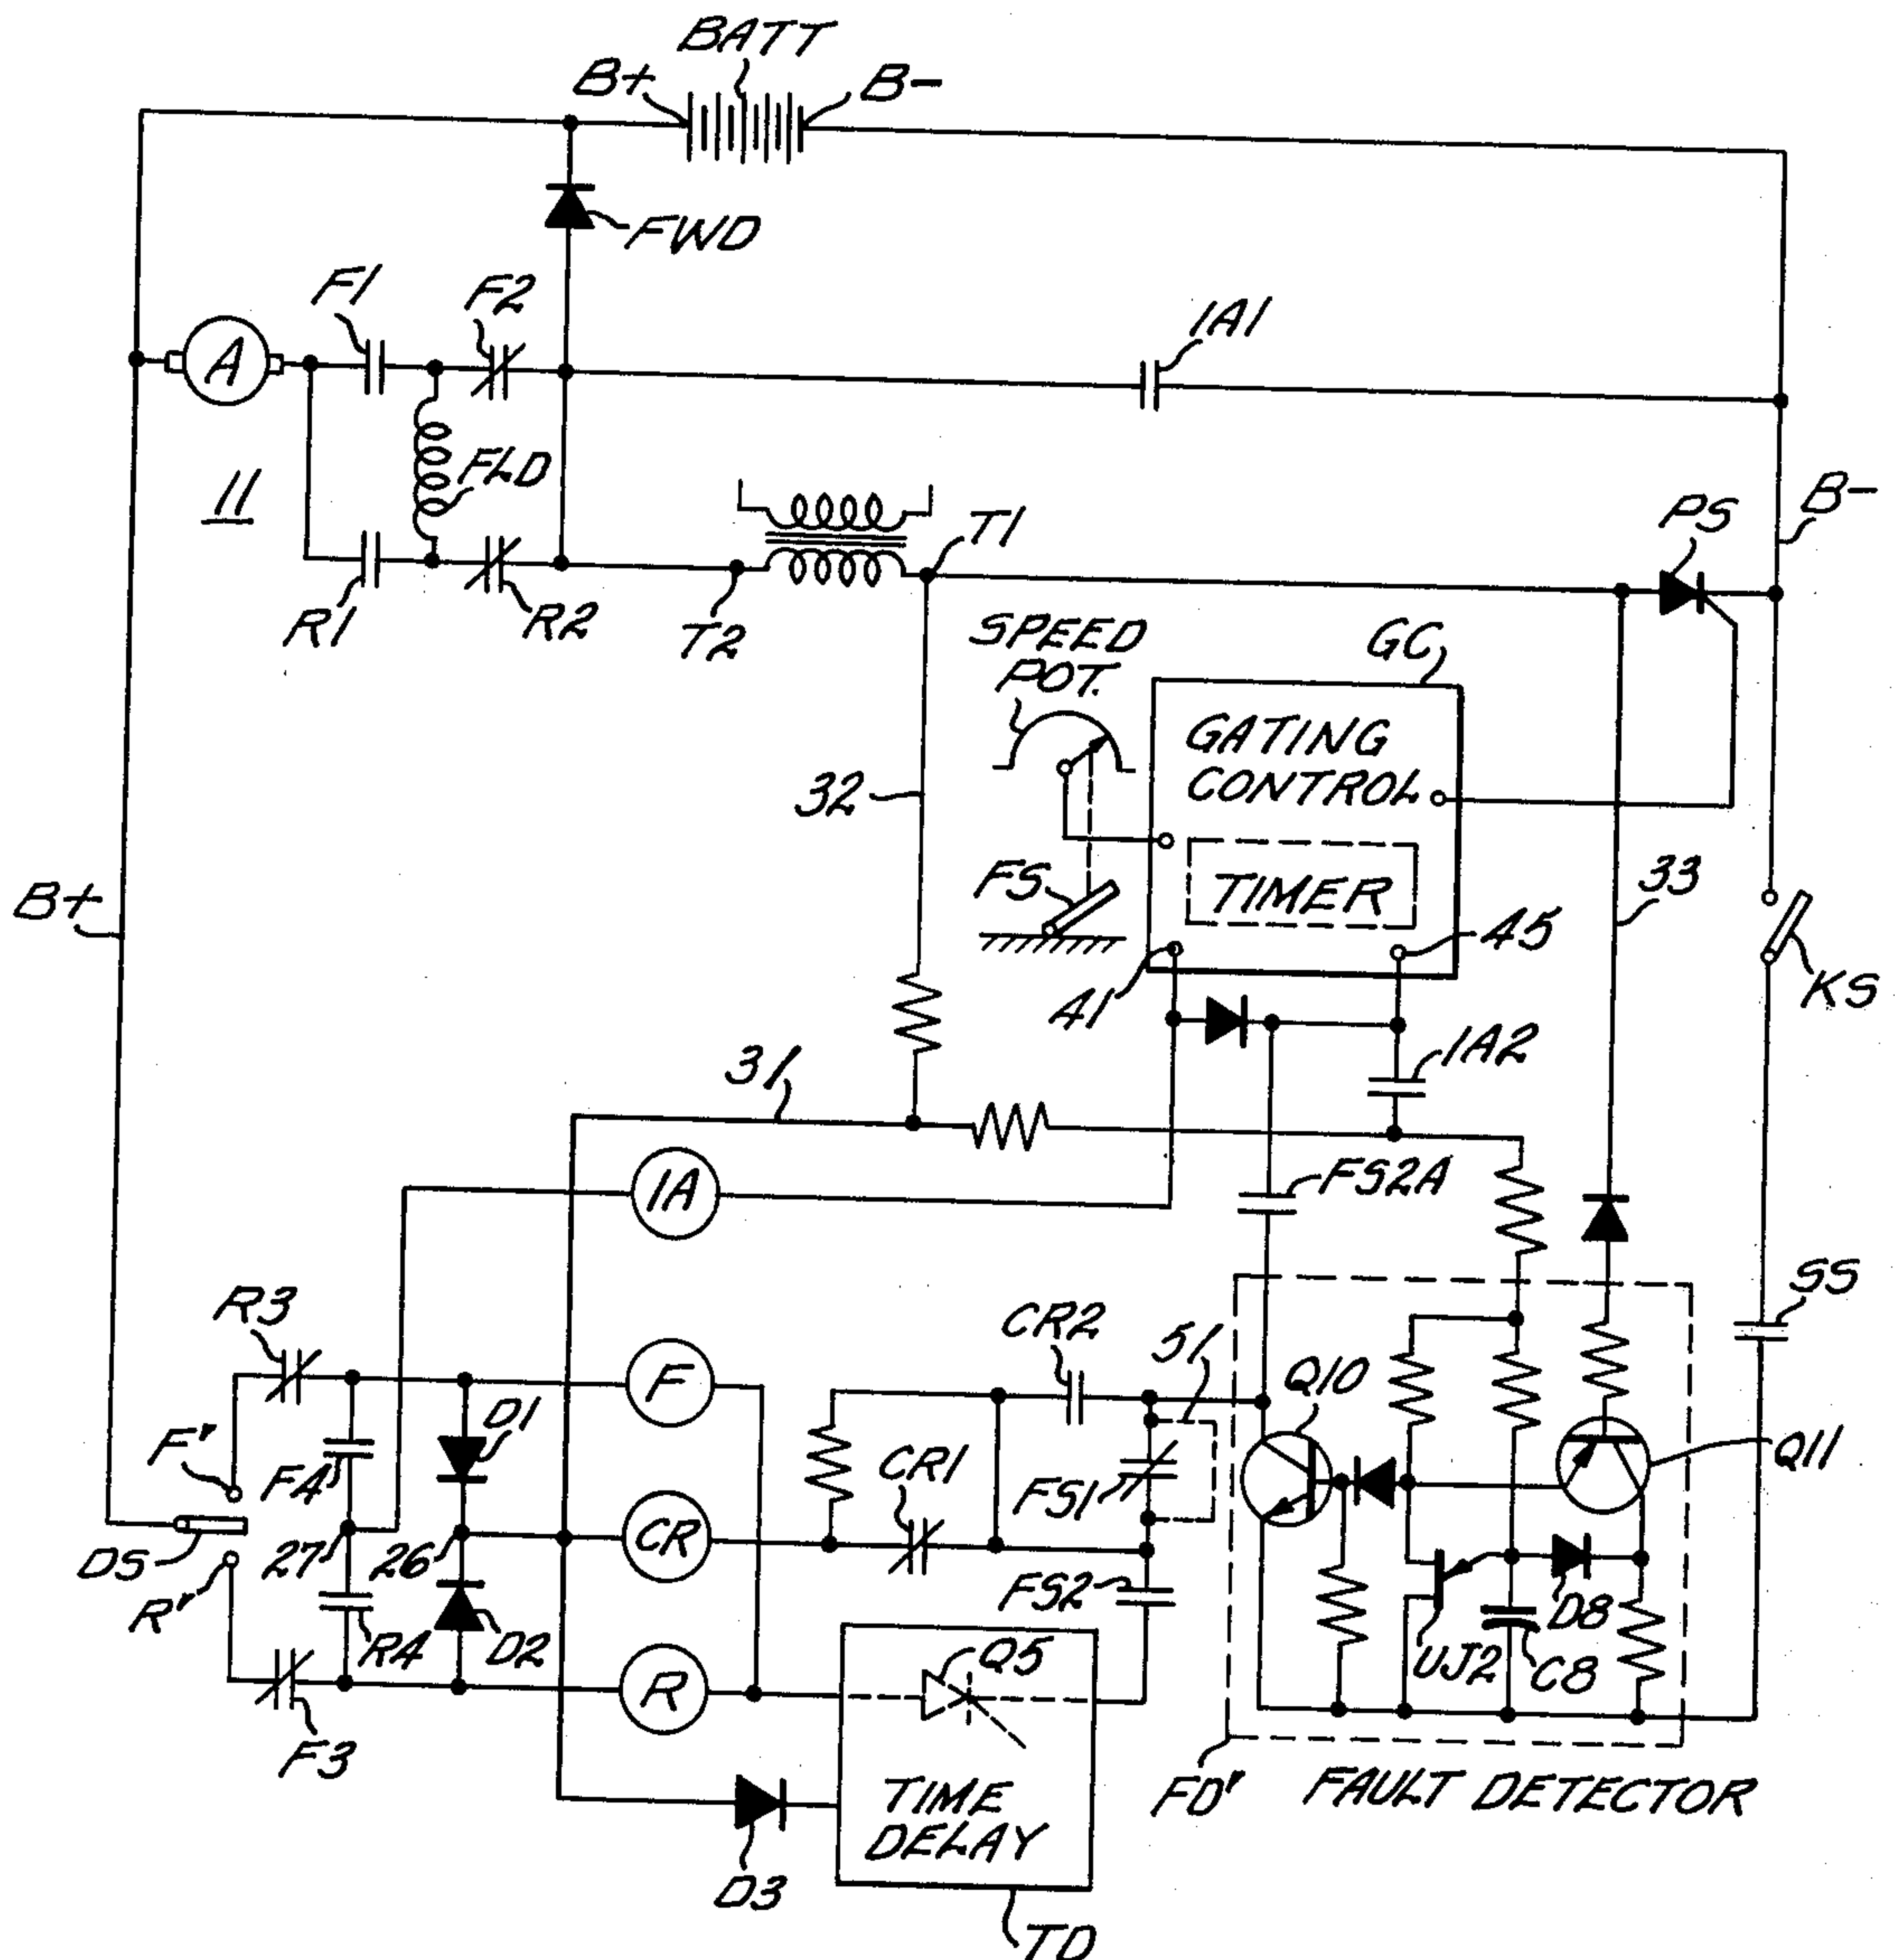 BATT
B+
B-
FWD
F1
F2
1A1
A
11
FLD
R1
R2
T2
T1
PS
B-
SPEED
POT.
GC
GATING
CONTROL
TIMER
32
FS
33
B+
41
45
KS
1A2
31
1A
FS2A
SS
R3
F
D1
CR2
51
Q10
Q11
F'
F4
CR1
FS1
DS
27
26
CR
R'
R4
D2
FS2
R
Q5
UJ2
C8
D8
F3
TIME
DELAY
D3
TD
FD'
FAULT DETECTOR